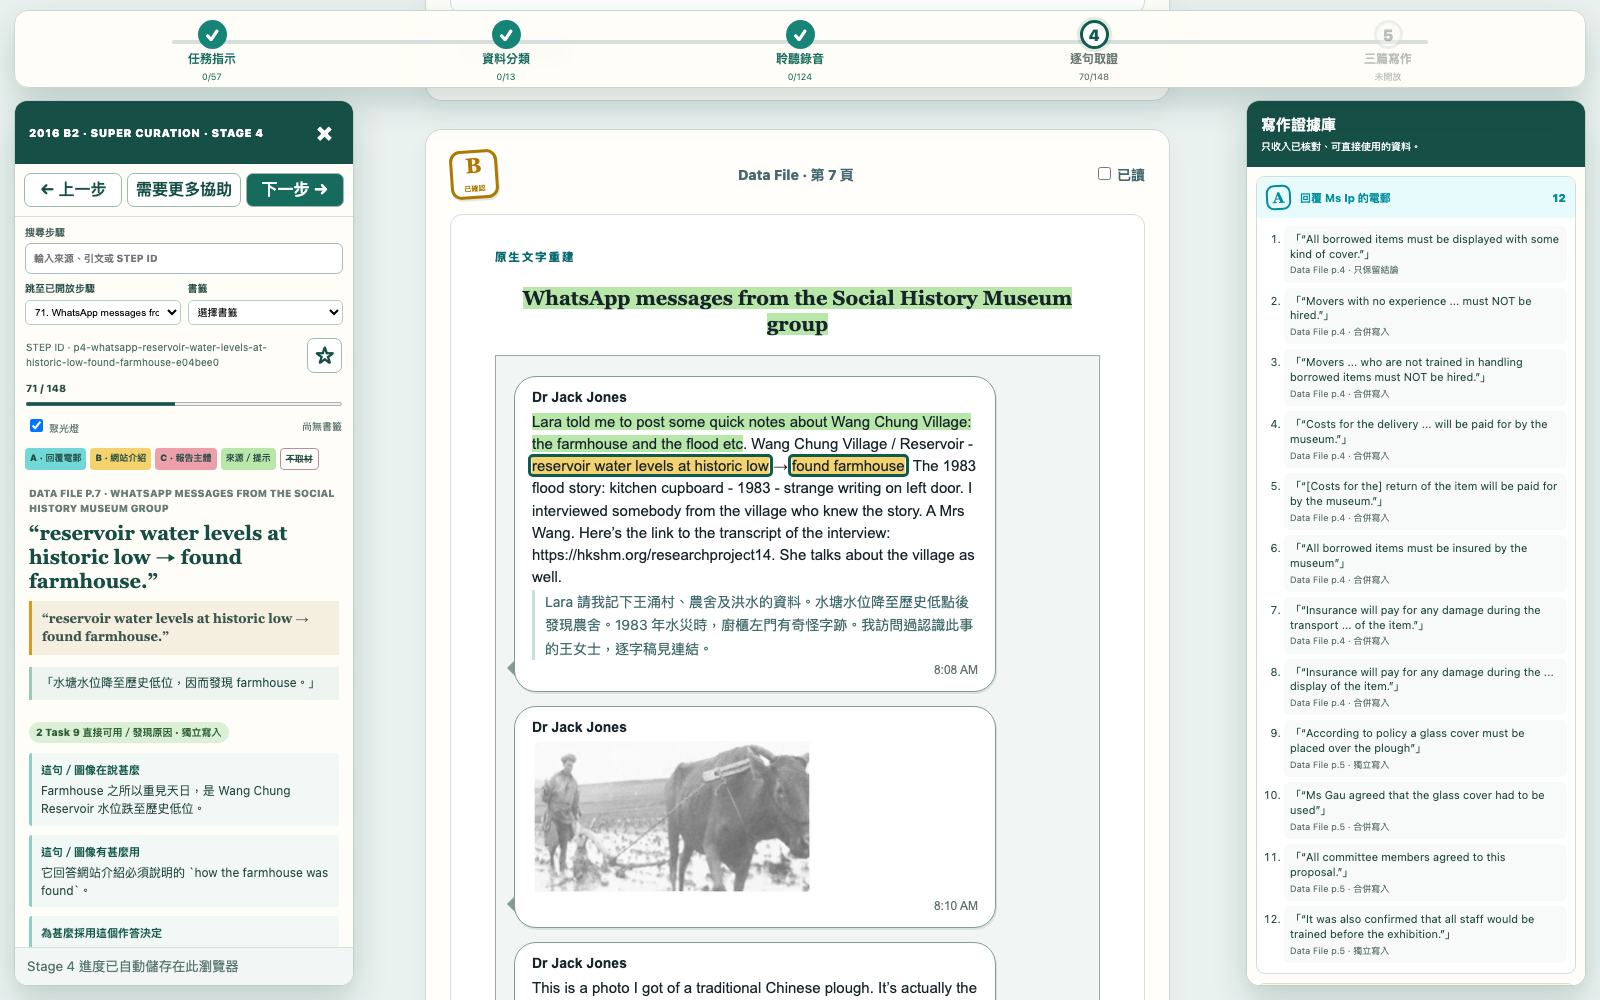 任務指示
0/57
資料分類
0/13
聆聽錄音
0/124
4
逐句取證
70/148
5
三篇寫作
未開放
2016 B2 · SUPER CURATION · STAGE 4
← 上一步
需要更多協助
下一步 →
搜尋步驟
輸入來源、引文或 STEP ID
跳至已開放步驟
書籤
71. WhatsApp messages frc
選擇書籤
STEP ID · p4-whatsapp-reservoir-water-levels-at-
historic-low-found-farmhouse-e04bee0
71 / 148
聚光燈
尚無書籤
A · 回覆電郵
B · 網站介紹
C · 報告主體
來源 / 提示
不取材
DATA FILE P.7 · WHATSAPP MESSAGES FROM THE SOCIAL
HISTORY MUSEUM GROUP
“reservoir water levels at
historic low → found
farmhouse.”
“reservoir water levels at historic low →
found farmhouse.”
「水塘水位降至歷史低位，因而發現 farmhouse。」
2 Task 9 直接可用 / 發現原因 · 獨立寫入
這句 / 圖像在說甚麼
Farmhouse 之所以重見天日，是 Wang Chung
Reservoir 水位跌至歷史低位。
這句 / 圖像有甚麼用
它回答網站介紹必須說明的 `how the farmhouse was
found`。
為甚麼採用這個作答決定
Stage 4 進度已自動儲存在此瀏覽器
B
已確認
Data File · 第 7 頁
已讀
原生文字重建
WhatsApp messages from the Social History Museum
group
Dr Jack Jones
Lara told me to post some quick notes about Wang Chung Village:
the farmhouse and the flood etc. Wang Chung Village / Reservoir -
reservoir water levels at historic low → found farmhouse. The 1983
flood story: kitchen cupboard - 1983 - strange writing on left door. I
interviewed somebody from the village who knew the story. A Mrs
Wang. Here’s the link to the transcript of the interview:
https://hkshm.org/researchproject14. She talks about the village as
well.
Lara 請我記下王涌村、農舍及洪水的資料。水塘水位降至歷史低點後
發現農舍。1983 年水災時，廚櫃左門有奇怪字跡。我訪問過認識此事
的王女士，逐字稿見連結。
8:08 AM
Dr Jack Jones
8:10 AM
Dr Jack Jones
This is a photo I got of a traditional Chinese plough. It’s actually the
寫作證據庫
只收入已核對、可直接使用的資料。
A
回覆 Ms Ip 的電郵
12
1. 「“All borrowed items must be displayed with some
kind of cover.”」
Data File p.4 · 只保留結論
2. 「“Movers with no experience ... must NOT be
hired.”」
Data File p.4 · 合併寫入
3. 「“Movers ... who are not trained in handling
borrowed items must NOT be hired.”」
Data File p.4 · 合併寫入
4. 「“Costs for the delivery ... will be paid for by the
museum.”」
Data File p.4 · 合併寫入
5. 「“[Costs for the] return of the item will be paid for
by the museum.”」
Data File p.4 · 合併寫入
6. 「“All borrowed items must be insured by the
museum”」
Data File p.4 · 合併寫入
7. 「“Insurance will pay for any damage during the
transport ... of the item.”」
Data File p.4 · 合併寫入
8. 「“Insurance will pay for any damage during the ...
display of the item.”」
Data File p.4 · 合併寫入
9. 「“According to policy a glass cover must be
placed over the plough”」
Data File p.5 · 獨立寫入
10. 「“Ms Gau agreed that the glass cover had to be
used”」
Data File p.5 · 合併寫入
11. 「“All committee members agreed to this
proposal.”」
Data File p.5 · 合併寫入
12. 「“It was also confirmed that all staff would be
trained before the exhibition.”」
Data File p.5 · 獨立寫入